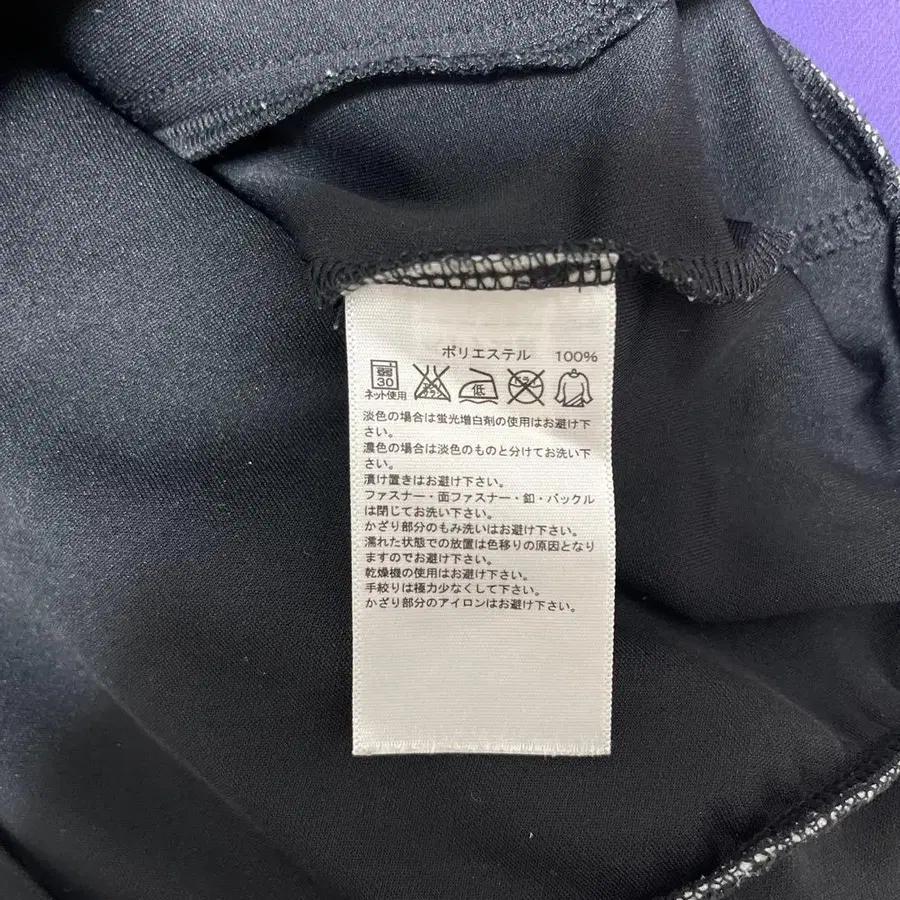 ポリエステル 100%
弱
30
ネット使用
エンソ
サラシ
低
ドライ
淡色の場合は蛍光増白剤の使用はお避け下
さい。
濃色の場合は淡色のものと分けてお洗い下
さい。
漬け置きはお避け下さい。
ファスナー・面ファスナー・釦・バックル
は閉じてお洗い下さい。
かざり部分のもみ洗いはお避け下さい。
濡れた状態での放置は色移りの原因となり
ますのでお避け下さい。
乾燥機の使用はお避け下さい。
手絞りは極力少なくして下さい。
かざり部分のアイロンはお避け下さい。